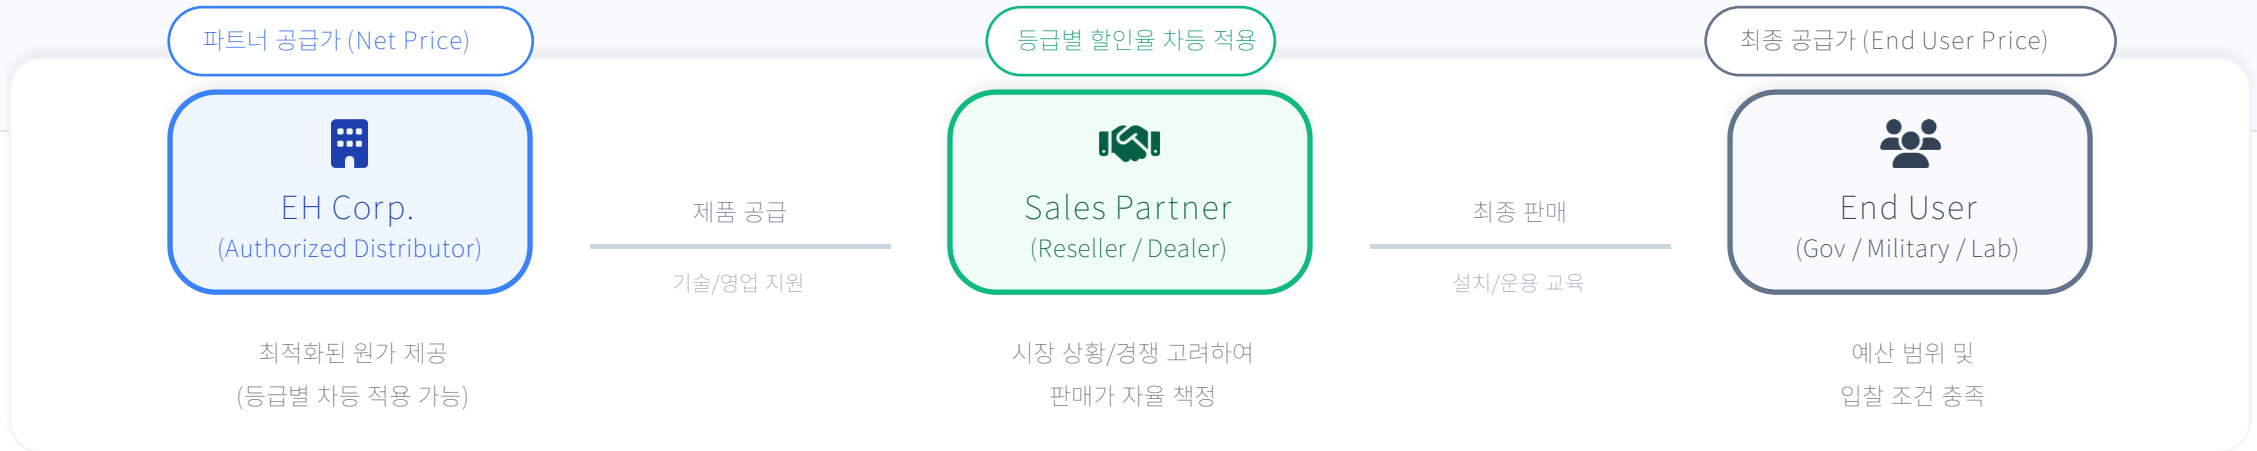 파트너 공급가 (Net Price)
등급별 할인율 차등 적용
최종 공급가 (End User Price)
EH Corp.
(Authorized Distributor)
제품 공급
기술/영업 지원
Sales Partner
(Reseller / Dealer)
최종 판매
설치/운용 교육
End User
(Gov / Military / Lab)
최적화된 원가 제공
(등급별 차등 적용 가능)
시장 상황/경쟁 고려하여
판매가 자율 책정
예산 범위 및
입찰 조건 충족